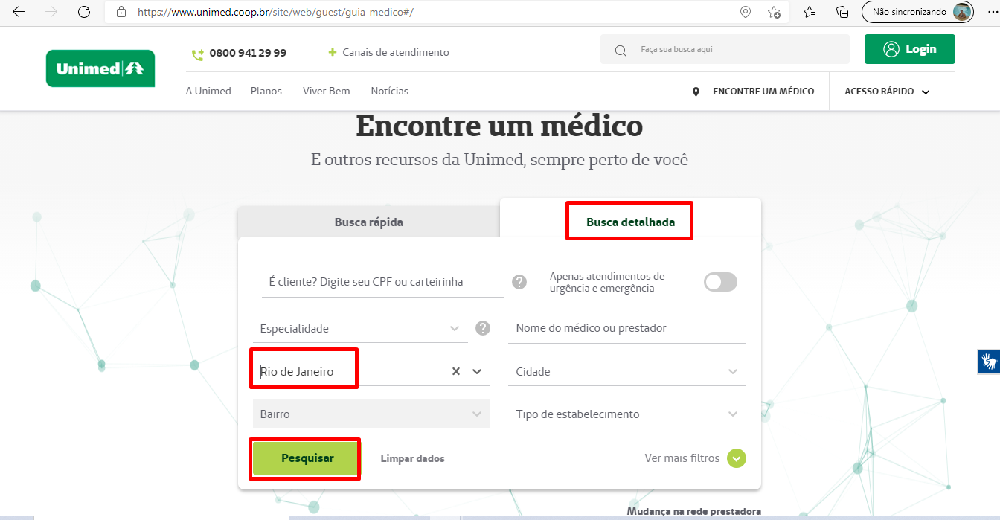 https://www.unimed.coop.br/site/web/guest/guia-medico#/
Não sincronizando
Unimed
0800 941 29 99
Canais de atendimento
Faça sua busca aqui
Login
A Unimed
Planos
Viver Bem
Notícias
ENCONTRE UM MÉDICO
ACESSO RÁPIDO
Encontre um médico
E outros recursos da Unimed, sempre perto de você
Busca rápida
Busca detalhada
É cliente? Digite seu CPF ou carteirinha
?
Apenas atendimentos de
urgência e emergência
Especialidade
?
Nome do médico ou prestador
Rio de Janeiro
Cidade
Bairro
Tipo de estabelecimento
Pesquisar
Limpar dados
Ver mais filtros
Mudança na rede prestadora